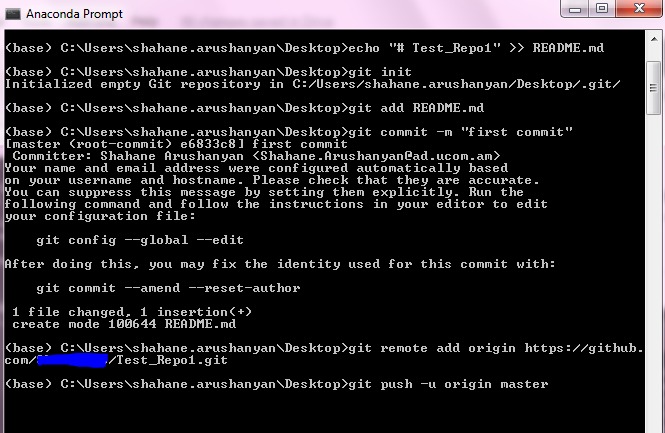 Anaconda Prompt
(base) C:\Users\shahane.arushanyan\Desktop>echo "# Test_Repo1" >> README.md
(base) C:\Users\shahane.arushanyan\Desktop>git init
Initialized empty Git repository in C:/Users/shahane.arushanyan/Desktop/.git/
(base) C:\Users\shahane.arushanyan\Desktop>git add README.md
(base) C:\Users\shahane.arushanyan\Desktop>git commit -m "first commit"
[master (root-commit) e6833c8] first commit
Committer: Shahane Arushanyan <Shahane.Arushanyan@ad.ucom.am>
Your name and email address were configured automatically based
on your username and hostname. Please check that they are accurate.
You can suppress this message by setting them explicitly. Run the
following command and follow the instructions in your editor to edit
your configuration file:
git config --global --edit
After doing this, you may fix the identity used for this commit with:
git commit --amend --reset-author
1 file changed, 1 insertion(+)
create mode 100644 README.md
(base) C:\Users\shahane.arushanyan\Desktop>git remote add origin https://github.
com/ /Test_Repo1.git
(base) C:\Users\shahane.arushanyan\Desktop>git push -u origin master